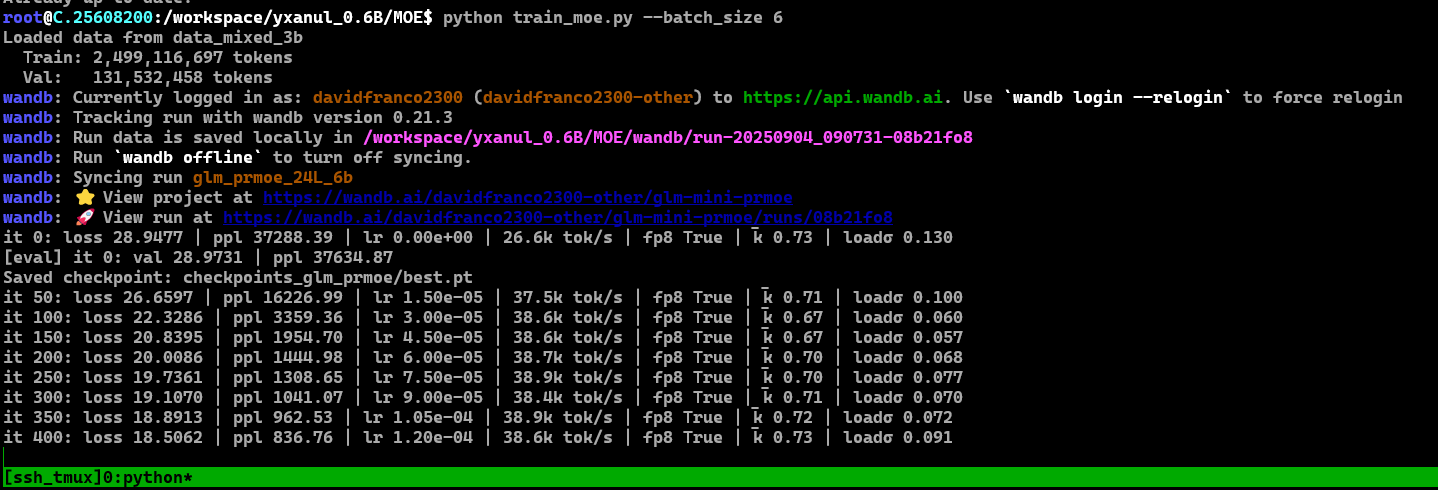 Already up to date.
root@C.25608200:/workspace/yxanul_0.6B/MOE$ python train_moe.py --batch_size 6
Loaded data from data_mixed_3b
  Train: 2,499,116,697 tokens
  Val:   131,532,458 tokens
wandb: Currently logged in as: davidfranco2300 (davidfranco2300-other) to https://api.wandb.ai. Use `wandb login --relogin` to force relogin
wandb: Tracking run with wandb version 0.21.3
wandb: Run data is saved locally in /workspace/yxanul_0.6B/MOE/wandb/run-20250904_090731-08b21fo8
wandb: Run `wandb offline` to turn off syncing.
wandb: Syncing run glm_prmoe_24L_6b
wandb: ⭐ View project at https://wandb.ai/davidfranco2300-other/glm-mini-prmoe
wandb: 🚀 View run at https://wandb.ai/davidfranco2300-other/glm-mini-prmoe/runs/08b21fo8
it 0: loss 28.9477 | ppl 37288.39 | lr 0.00e+00 | 26.6k tok/s | fp8 True | k̄ 0.73 | loadσ 0.130
[eval] it 0: val 28.9731 | ppl 37634.87
Saved checkpoint: checkpoints_glm_prmoe/best.pt
it 50: loss 26.6597 | ppl 16226.99 | lr 1.50e-05 | 37.5k tok/s | fp8 True | k̄ 0.71 | loadσ 0.100
it 100: loss 22.3286 | ppl 3359.36 | lr 3.00e-05 | 38.6k tok/s | fp8 True | k̄ 0.67 | loadσ 0.060
it 150: loss 20.8395 | ppl 1954.70 | lr 4.50e-05 | 38.6k tok/s | fp8 True | k̄ 0.67 | loadσ 0.057
it 200: loss 20.0086 | ppl 1444.98 | lr 6.00e-05 | 38.7k tok/s | fp8 True | k̄ 0.70 | loadσ 0.068
it 250: loss 19.7361 | ppl 1308.65 | lr 7.50e-05 | 38.9k tok/s | fp8 True | k̄ 0.70 | loadσ 0.077
it 300: loss 19.1070 | ppl 1041.07 | lr 9.00e-05 | 38.4k tok/s | fp8 True | k̄ 0.71 | loadσ 0.070
it 350: loss 18.8913 | ppl 962.53 | lr 1.05e-04 | 38.9k tok/s | fp8 True | k̄ 0.72 | loadσ 0.072
it 400: loss 18.5062 | ppl 836.76 | lr 1.20e-04 | 38.6k tok/s | fp8 True | k̄ 0.73 | loadσ 0.091
[ssh_tmux]0:python*